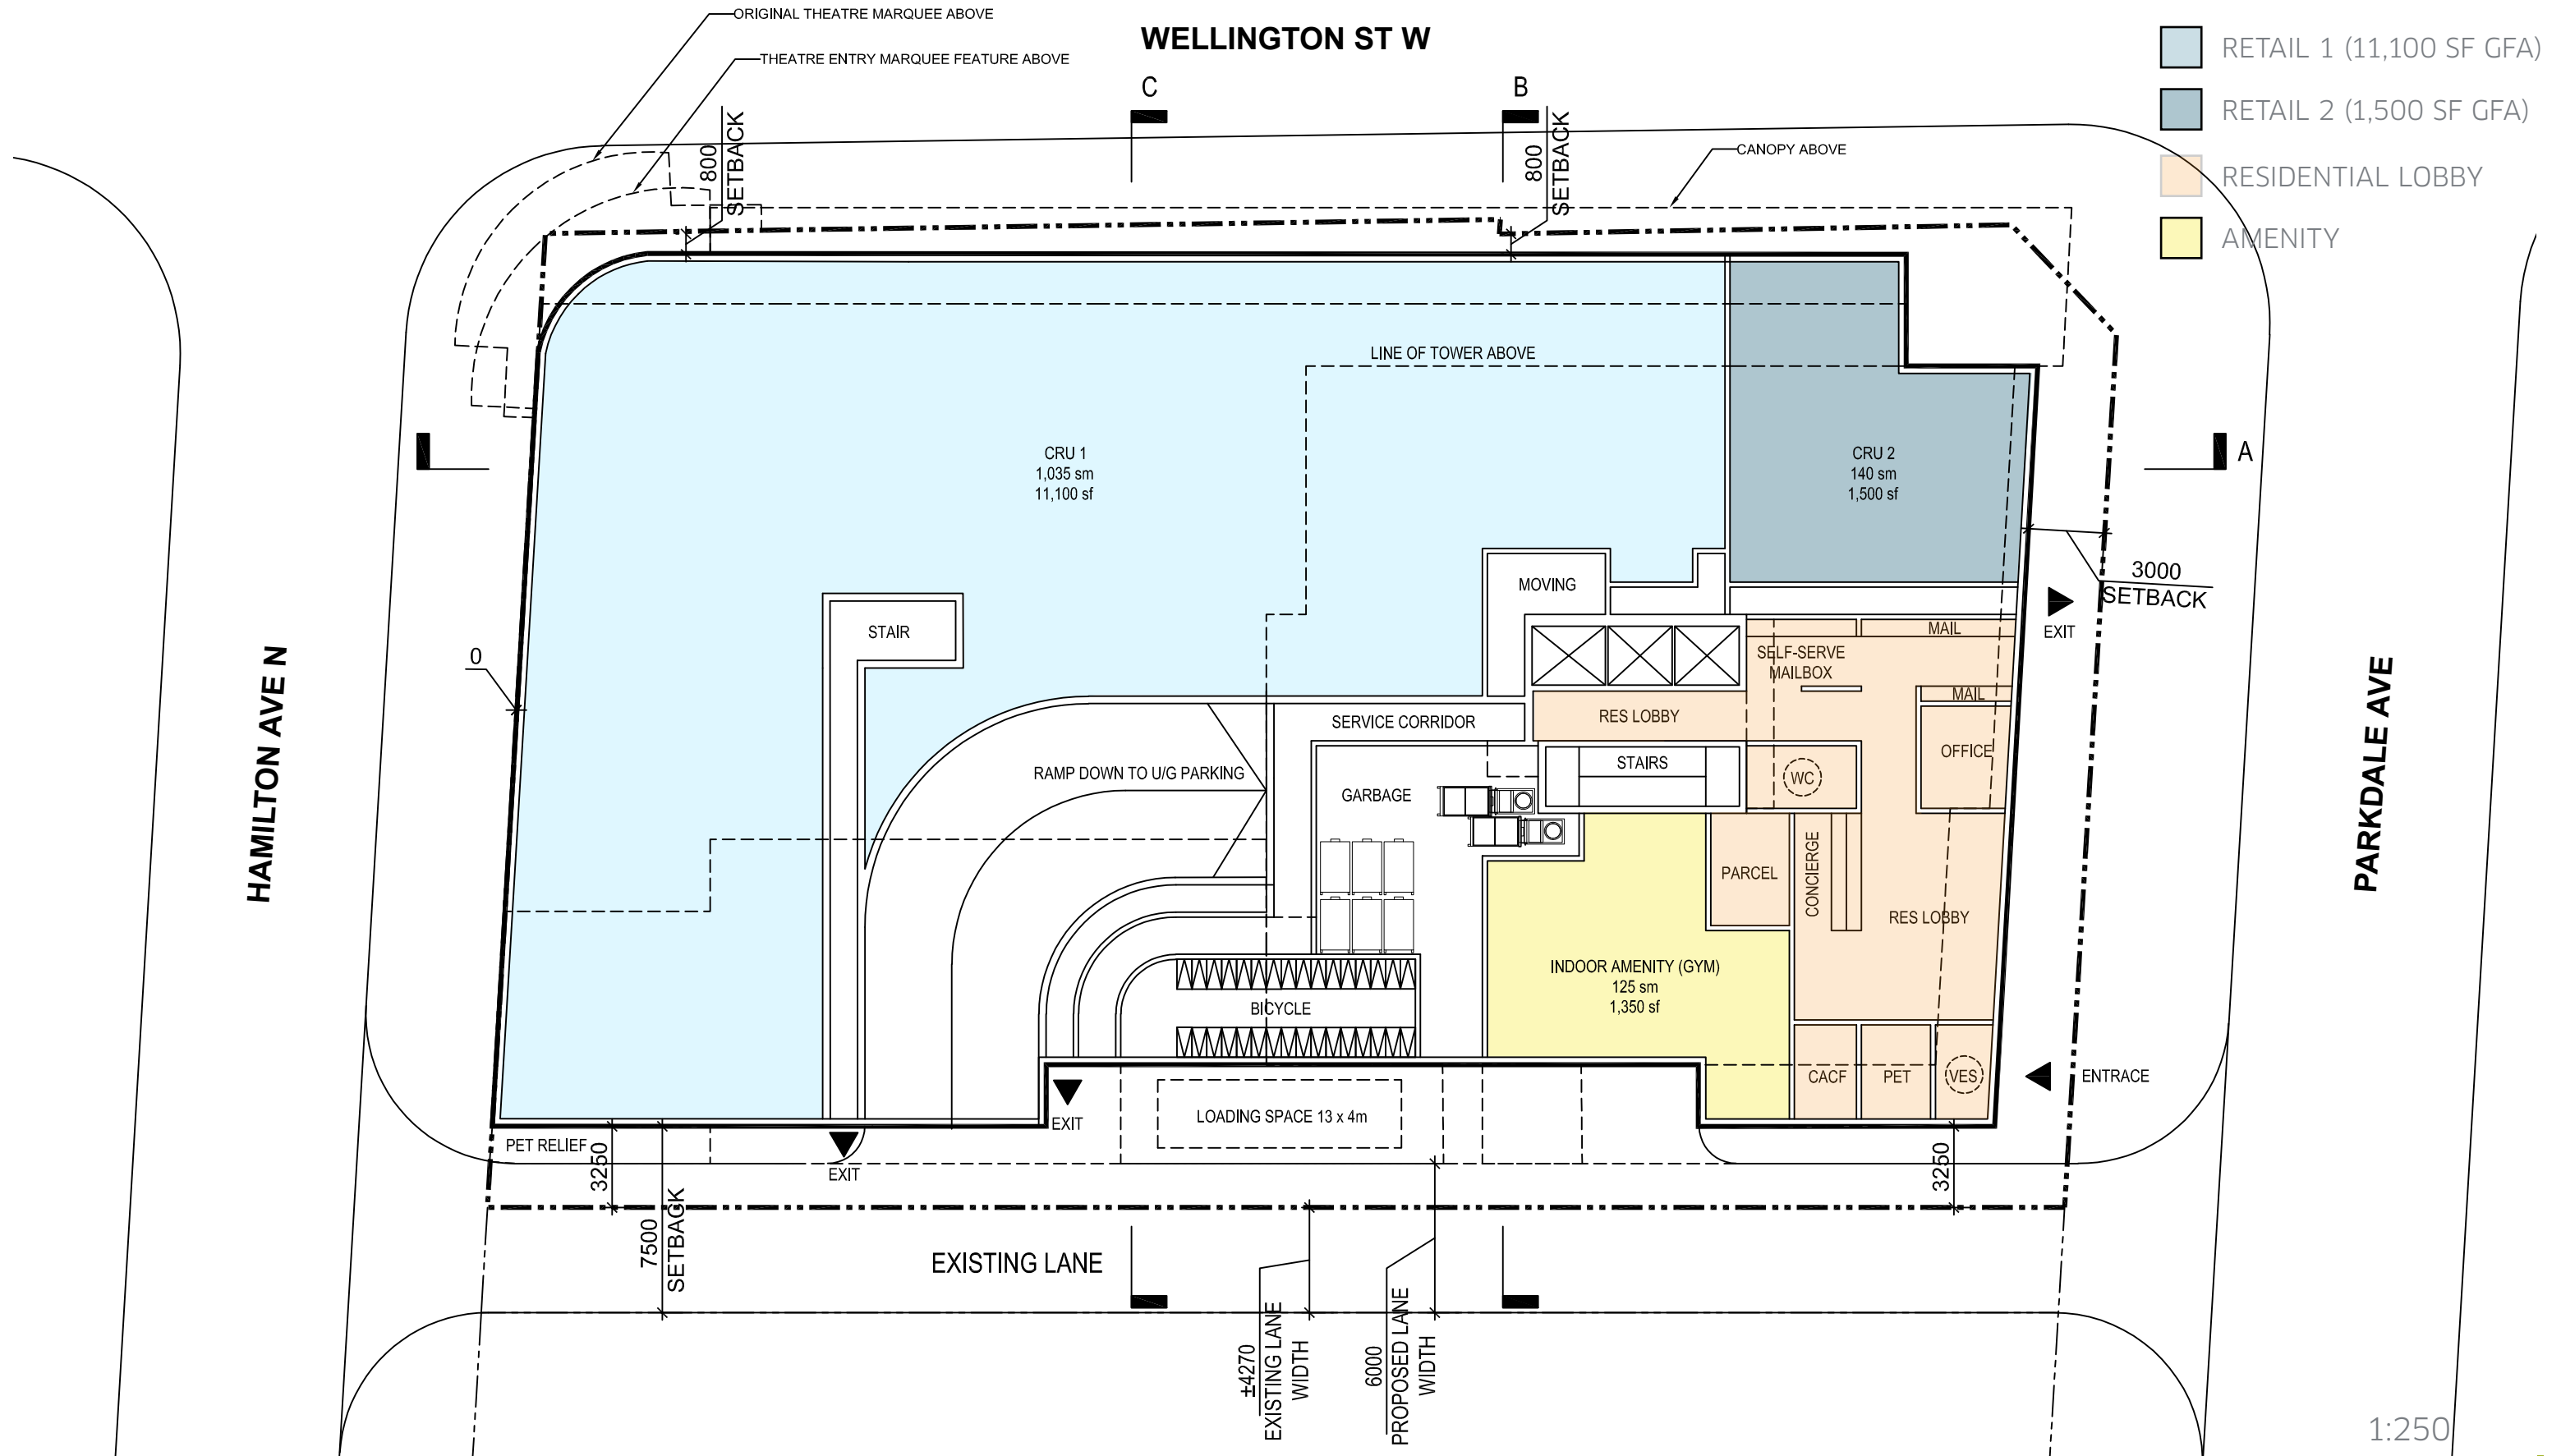 ORIGINAL THEATRE MARQUEE ABOVE
THEATRE ENTRY MARQUEE FEATURE ABOVE
WELLINGTON ST W
RETAIL 1 (11,100 SF GFA)
RETAIL 2 (1,500 SF GFA)
RESIDENTIAL LOBBY
AMENITY
C
B
800
SETBACK
800
SETBACK
CANOPY ABOVE
LINE OF TOWER ABOVE
CRU 1
1,035 sm
11,100 sf
CRU 2
140 sm
1,500 sf
A
3000
SETBACK
EXIT
MOVING
STAIR
MAIL
SELF-SERVE
MAILBOX
MAIL
0
HAMILTON AVE N
PARKDALE AVE
RES LOBBY
SERVICE CORRIDOR
OFFICE
STAIRS
WC
RAMP DOWN TO U/G PARKING
GARBAGE
PARCEL
CONCIERGE
RES LOBBY
INDOOR AMENITY (GYM)
125 sm
1,350 sf
BICYCLE
CACF
PET
VES
ENTRACE
LOADING SPACE 13 x 4m
EXIT
PET RELIEF
EXIT
3250
3250
7500
SETBACK
EXISTING LANE
±4270
EXISTING LANE
WIDTH
6000
PROPOSED LANE
WIDTH
1:250